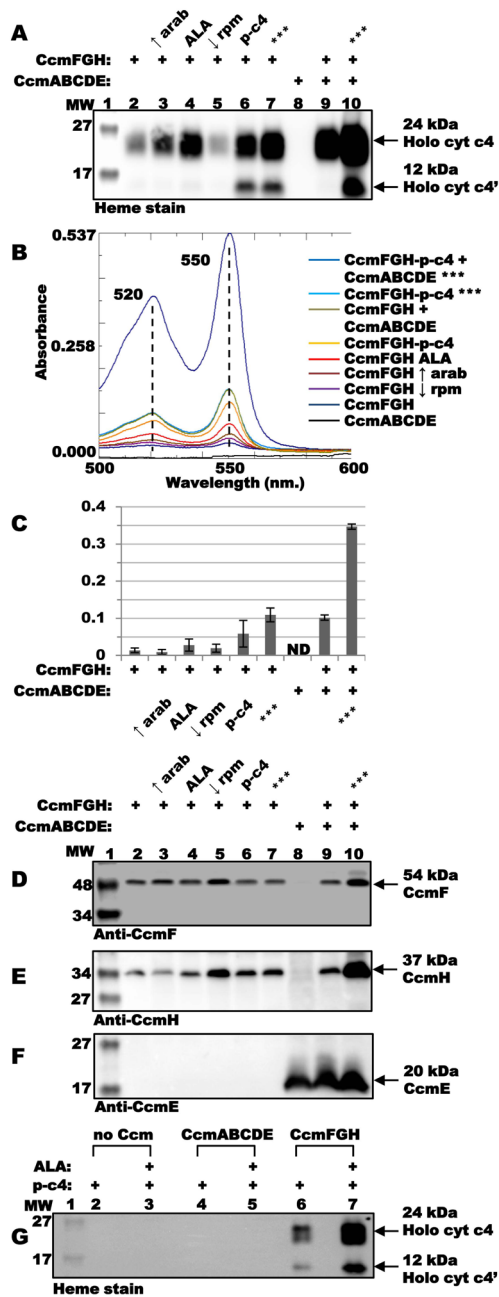 A
↑ arab ALA ↓ rpm p-c4 *** ***
CcmFGH: + + + + + + + +
CcmABCDE: + + +
MW
1 2 3 4 5 6 7 8 9 10
27
17
24 kDa
Holo cyt c4
12 kDa
Holo cyt c4'
Heme stain
B
0.537
0.258
0.000
Absorbance
520
550
500 550 600
Wavelength (nm.)
CcmFGH-p-c4 +
CcmABCDE ***
CcmFGH-p-c4 ***
CcmFGH +
CcmABCDE
CcmFGH-p-c4
CcmFGH ALA
CcmFGH ↑ arab
CcmFGH ↓ rpm
CcmFGH
CcmABCDE
C
0.4
0.3
0.2
0.1
0
ND
CcmFGH: + + + + + + + +
CcmABCDE: + + +
↑ arab ALA ↓ rpm p-c4 *** ***
↑ arab ALA ↓ rpm p-c4 *** ***
CcmFGH: + + + + + + + +
CcmABCDE: + + +
MW
1 2 3 4 5 6 7 8 9 10
D
48
34
54 kDa
CcmF
Anti-CcmF
E
34
27
37 kDa
CcmH
Anti-CcmH
F
27
17
20 kDa
CcmE
Anti-CcmE
no Ccm CcmABCDE CcmFGH
ALA: + + +
p-c4: + + + + + +
MW
1 2 3 4 5 6 7
G
27
17
24 kDa
Holo cyt c4
12 kDa
Holo cyt c4'
Heme stain